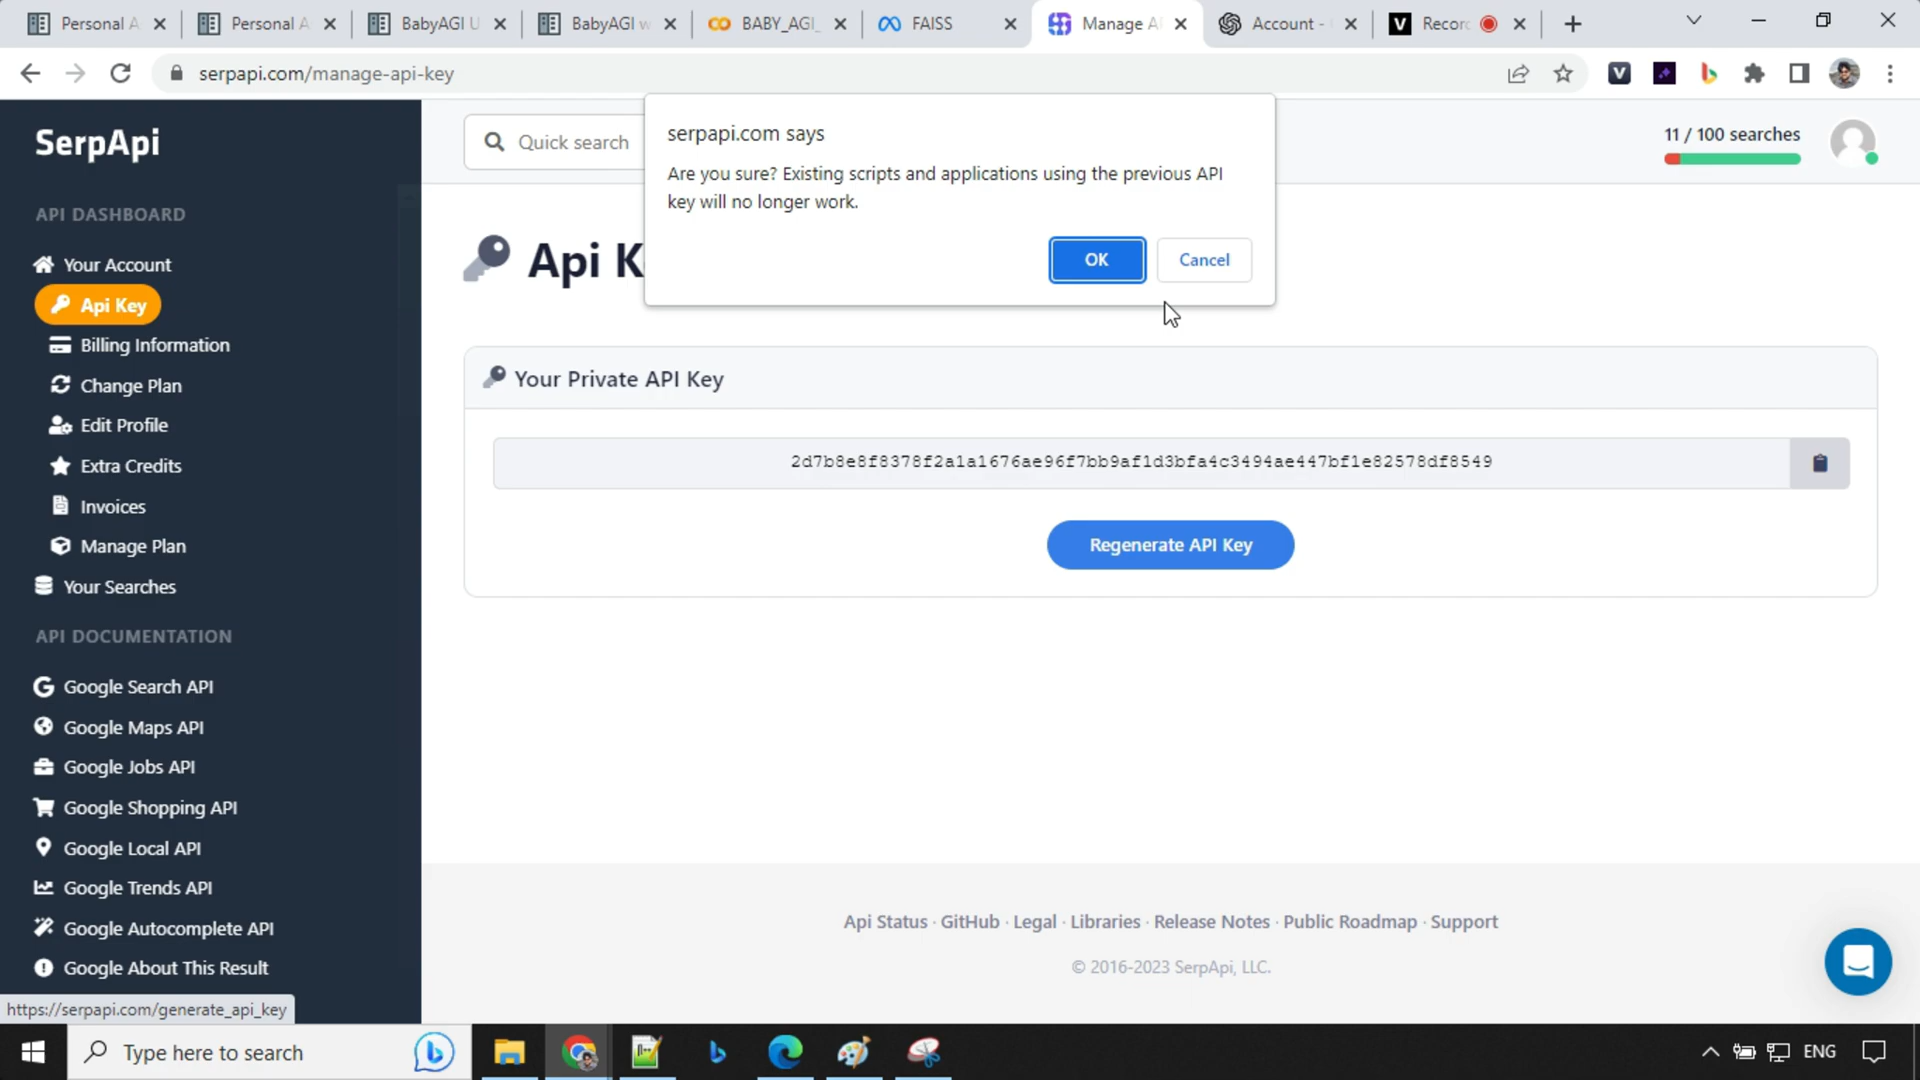 Personal A
Personal A
BabyAGI U
BabyAGI w
BABY_AGI_
FAISS
Manage AP
Account -
Recor
serpapi.com/manage-api-key
SerpApi
Quick search
serpapi.com says
Are you sure? Existing scripts and applications using the previous API
key will no longer work.
OK
Cancel
11 / 100 searches
API DASHBOARD
Your Account
Api Key
Billing Information
Change Plan
Edit Profile
Extra Credits
Invoices
Manage Plan
Your Searches
API DOCUMENTATION
Google Search API
Google Maps API
Google Jobs API
Google Shopping API
Google Local API
Google Trends API
Google Autocomplete API
Google About This Result
https://serpapi.com/generate_api_key
Api K
Your Private API Key
2d7b8e8f8378f2a1a1676ae96f7bb9af1d3bfa4c3494ae447bf1e82578df8549
Regenerate API Key
Api Status · GitHub · Legal · Libraries · Release Notes · Public Roadmap · Support
© 2016-2023 SerpApi, LLC.
Type here to search
ENG